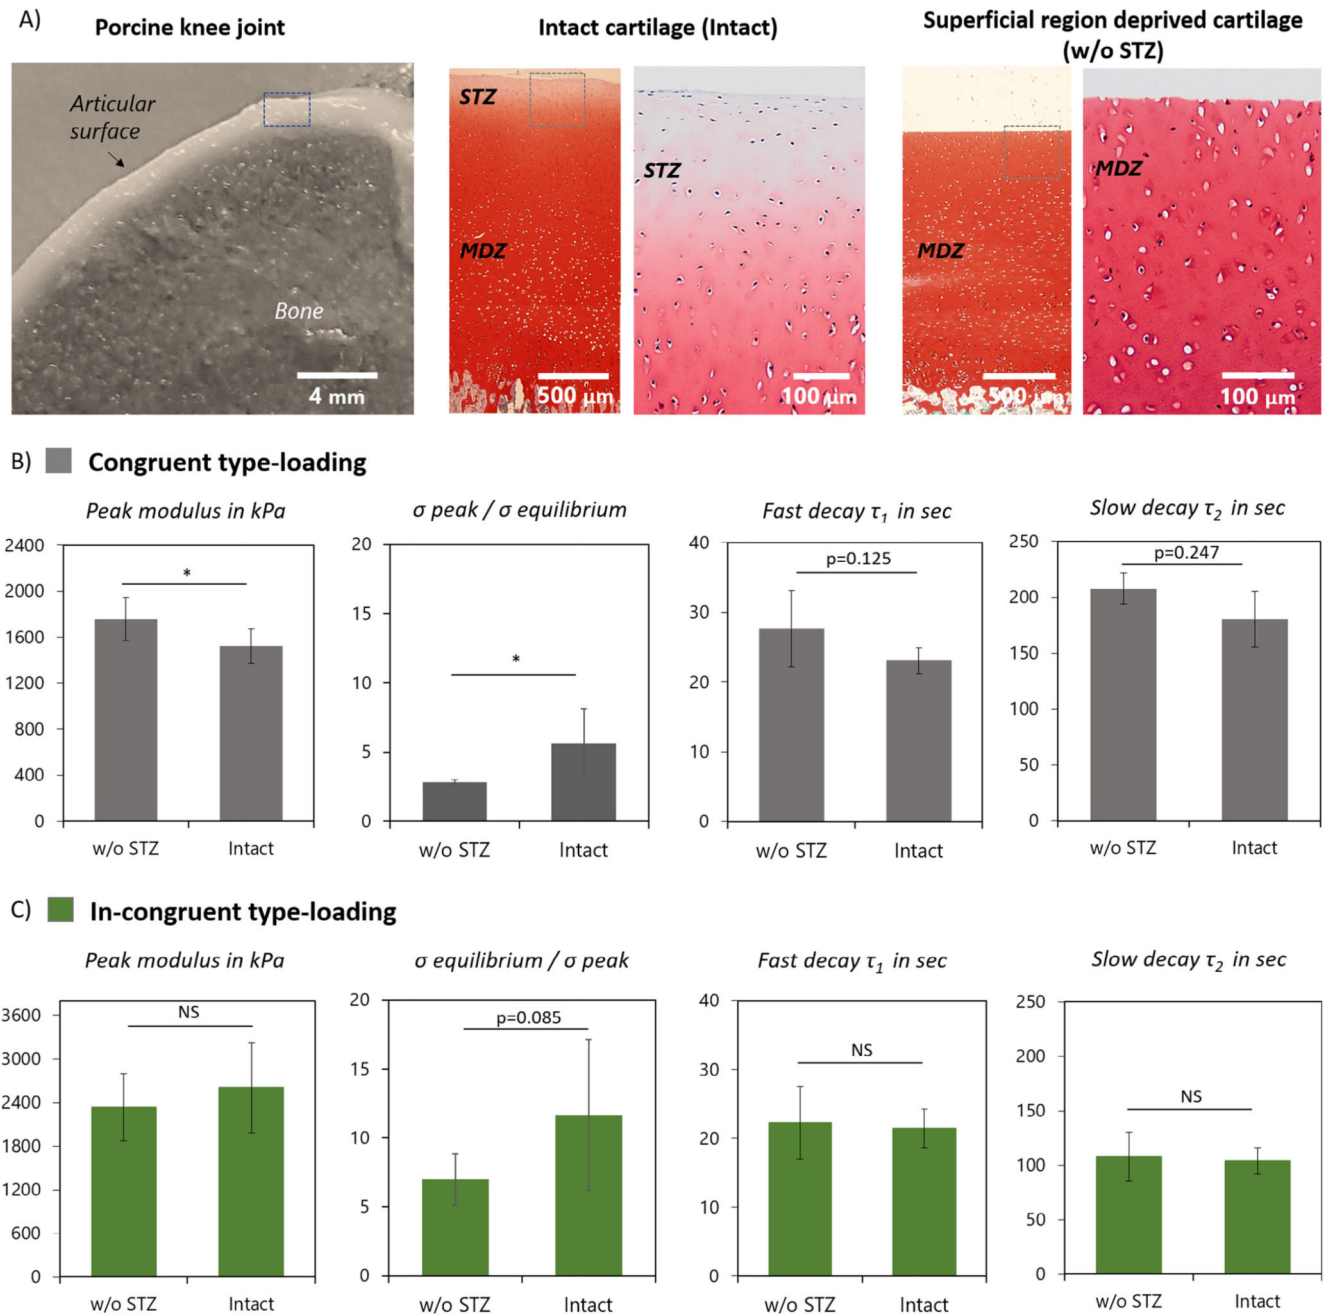 A)
Porcine knee joint
Intact cartilage (Intact)
Superficial region deprived cartilage
(w/o STZ)
Articular
surface
Bone
4 mm
STZ
MDZ
500 µm
STZ
100 µm
MDZ
500 µm
MDZ
100 µm
B) Congruent type-loading
Peak modulus in kPa
σ peak / σ equilibrium
Fast decay τ₁ in sec
Slow decay τ₂ in sec
2400
2000
1600
1200
800
400
0
*
w/o STZ
Intact
20
15
10
5
0
*
w/o STZ
Intact
40
30
20
10
0
p=0.125
w/o STZ
Intact
250
200
150
100
50
0
p=0.247
w/o STZ
Intact
C) In-congruent type-loading
Peak modulus in kPa
σ equilibrium / σ peak
Fast decay τ₁ in sec
Slow decay τ₂ in sec
3600
3000
2400
1800
1200
600
0
NS
w/o STZ
Intact
20
15
10
5
0
p=0.085
w/o STZ
Intact
40
30
20
10
0
NS
w/o STZ
Intact
250
200
150
100
50
0
NS
w/o STZ
Intact